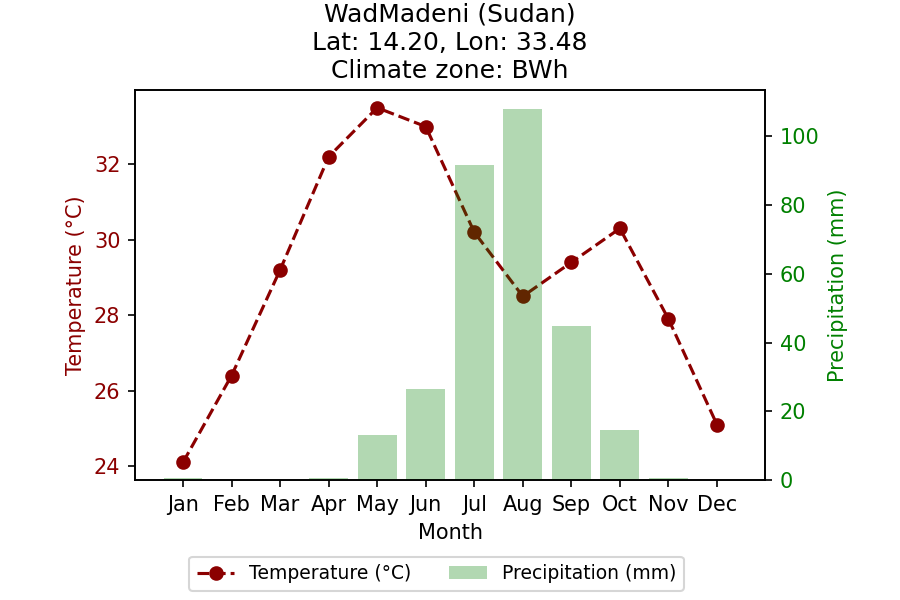 WadMadeni (Sudan)
Lat: 14.20, Lon: 33.48
Climate zone: BWh
Temperature (°C)
32
30
28
26
24
100
80
60
40
20
0
Precipitation (mm)
Jan Feb Mar Apr May Jun Jul Aug Sep Oct Nov Dec
Month
Temperature (°C) Precipitation (mm)